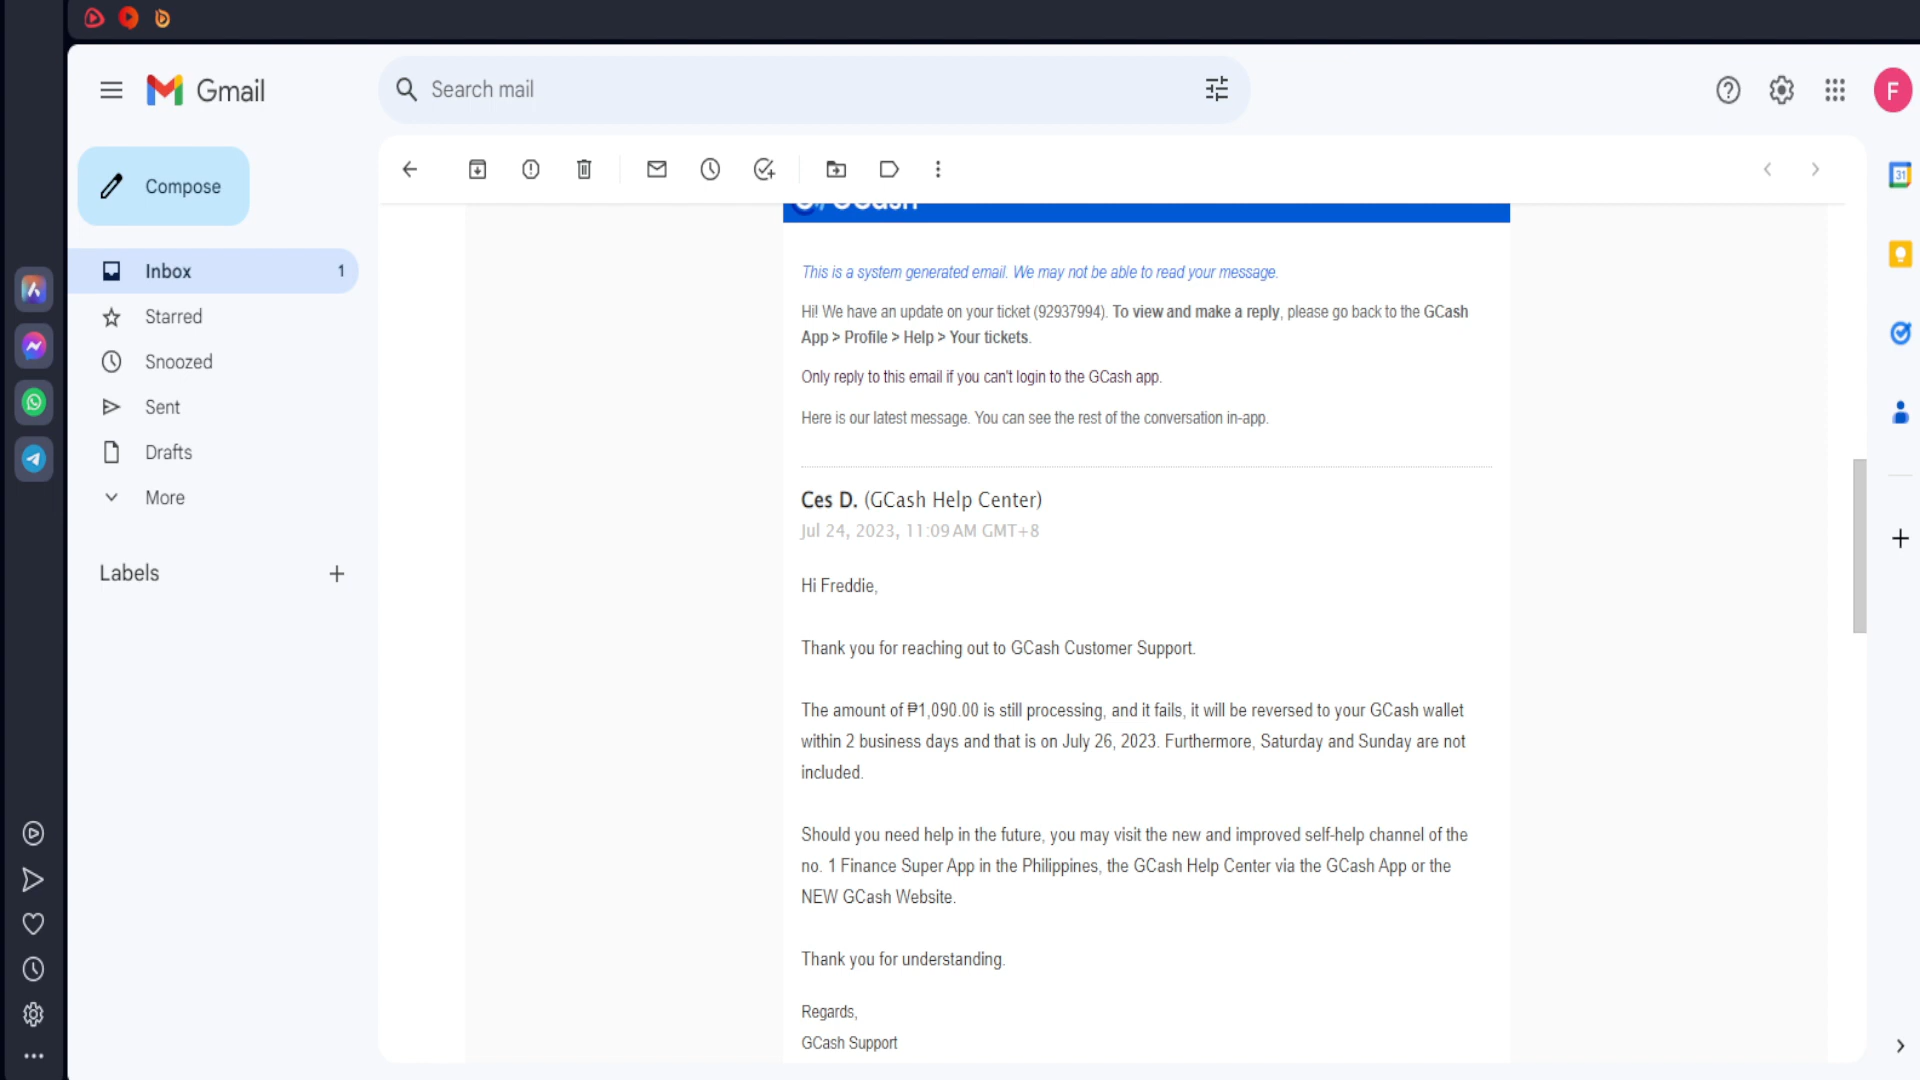 Gmail
Search mail
F
Compose
Inbox 1
Starred
Snoozed
Sent
Drafts
More
Labels
31
GCash
This is a system generated email. We may not be able to read your message.
Hi! We have an update on your ticket (92937994). To view and make a reply, please go back to the GCash
App > Profile > Help > Your tickets.
Only reply to this email if you can't login to the GCash app.
Here is our latest message. You can see the rest of the conversation in-app.
Ces D. (GCash Help Center)
Jul 24, 2023, 11:09 AM GMT+8
Hi Freddie,
Thank you for reaching out to GCash Customer Support.
The amount of ₱1,090.00 is still processing, and it fails, it will be reversed to your GCash wallet
within 2 business days and that is on July 26, 2023. Furthermore, Saturday and Sunday are not
included.
Should you need help in the future, you may visit the new and improved self-help channel of the
no. 1 Finance Super App in the Philippines, the GCash Help Center via the GCash App or the
NEW GCash Website.
Thank you for understanding.
Regards,
GCash Support